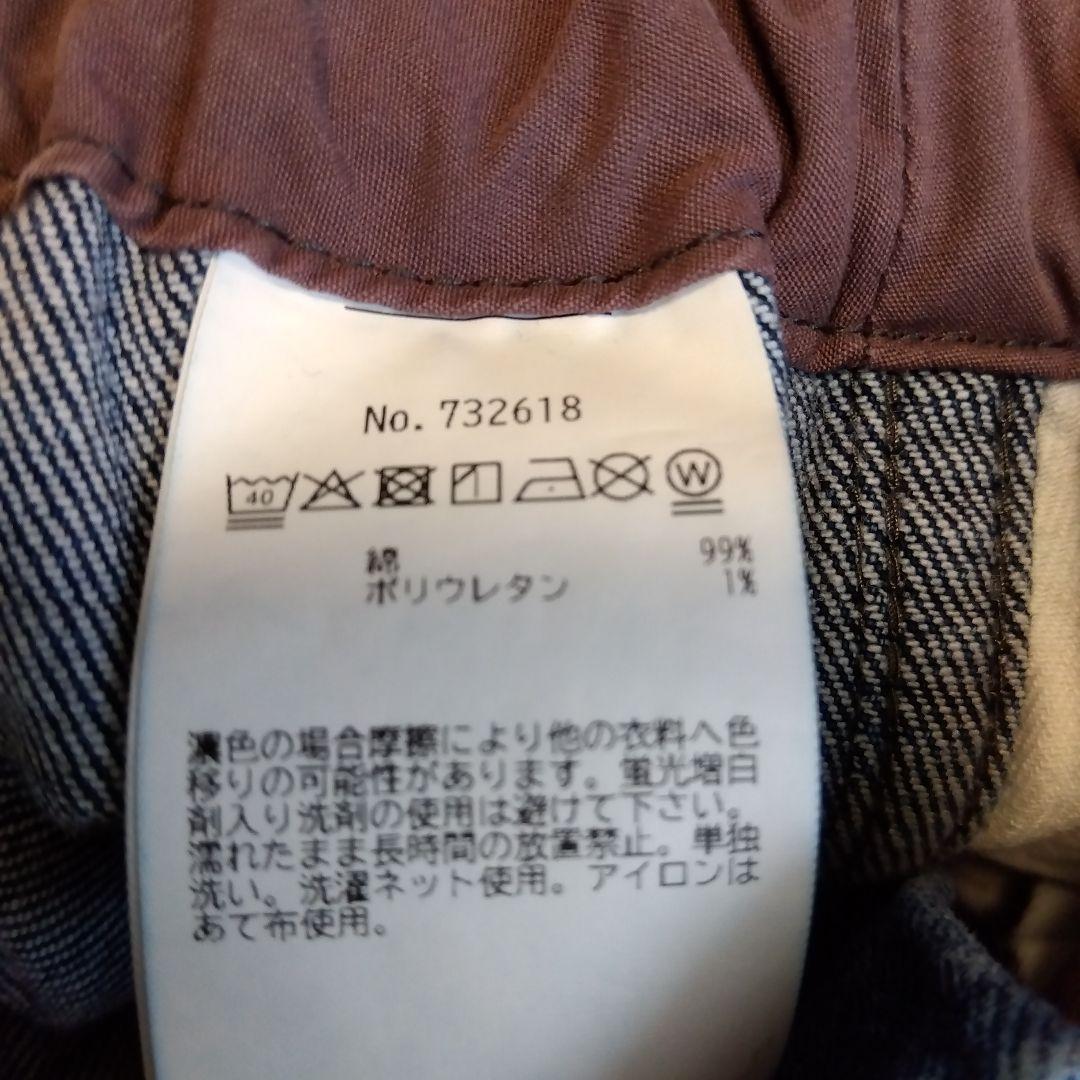 No. 732618
40 W
綿 99%
ポリウレタン 1%
濃色の場合摩擦により他の衣料へ色
移りの可能性があります。蛍光増白
剤入り洗剤の使用は避けて下さい。
濡れたまま長時間の放置禁止。単独
洗い。洗濯ネット使用。アイロンは
あて布使用。